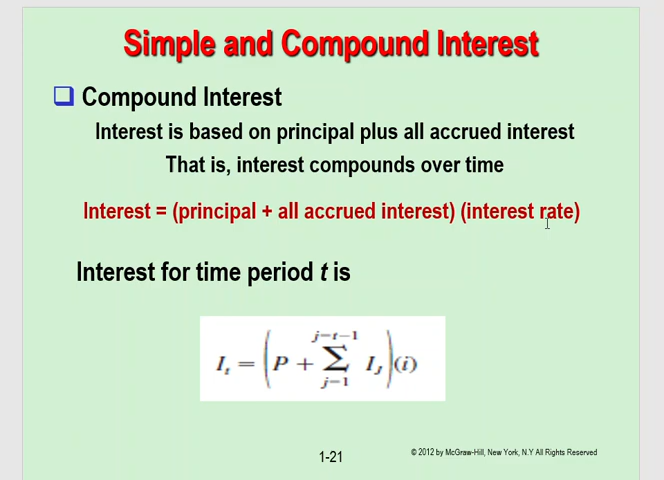 Simple and Compound Interest
Compound Interest
Interest is based on principal plus all accrued interest
That is, interest compounds over time
Interest = (principal + all accrued interest) (interest rate)
Interest for time period t is
I_t = ( P + ∑_{j=1}^{j=t−1} I_J ) (i)
1-21
© 2012 by McGraw-Hill, New York, N.Y All Rights Reserved